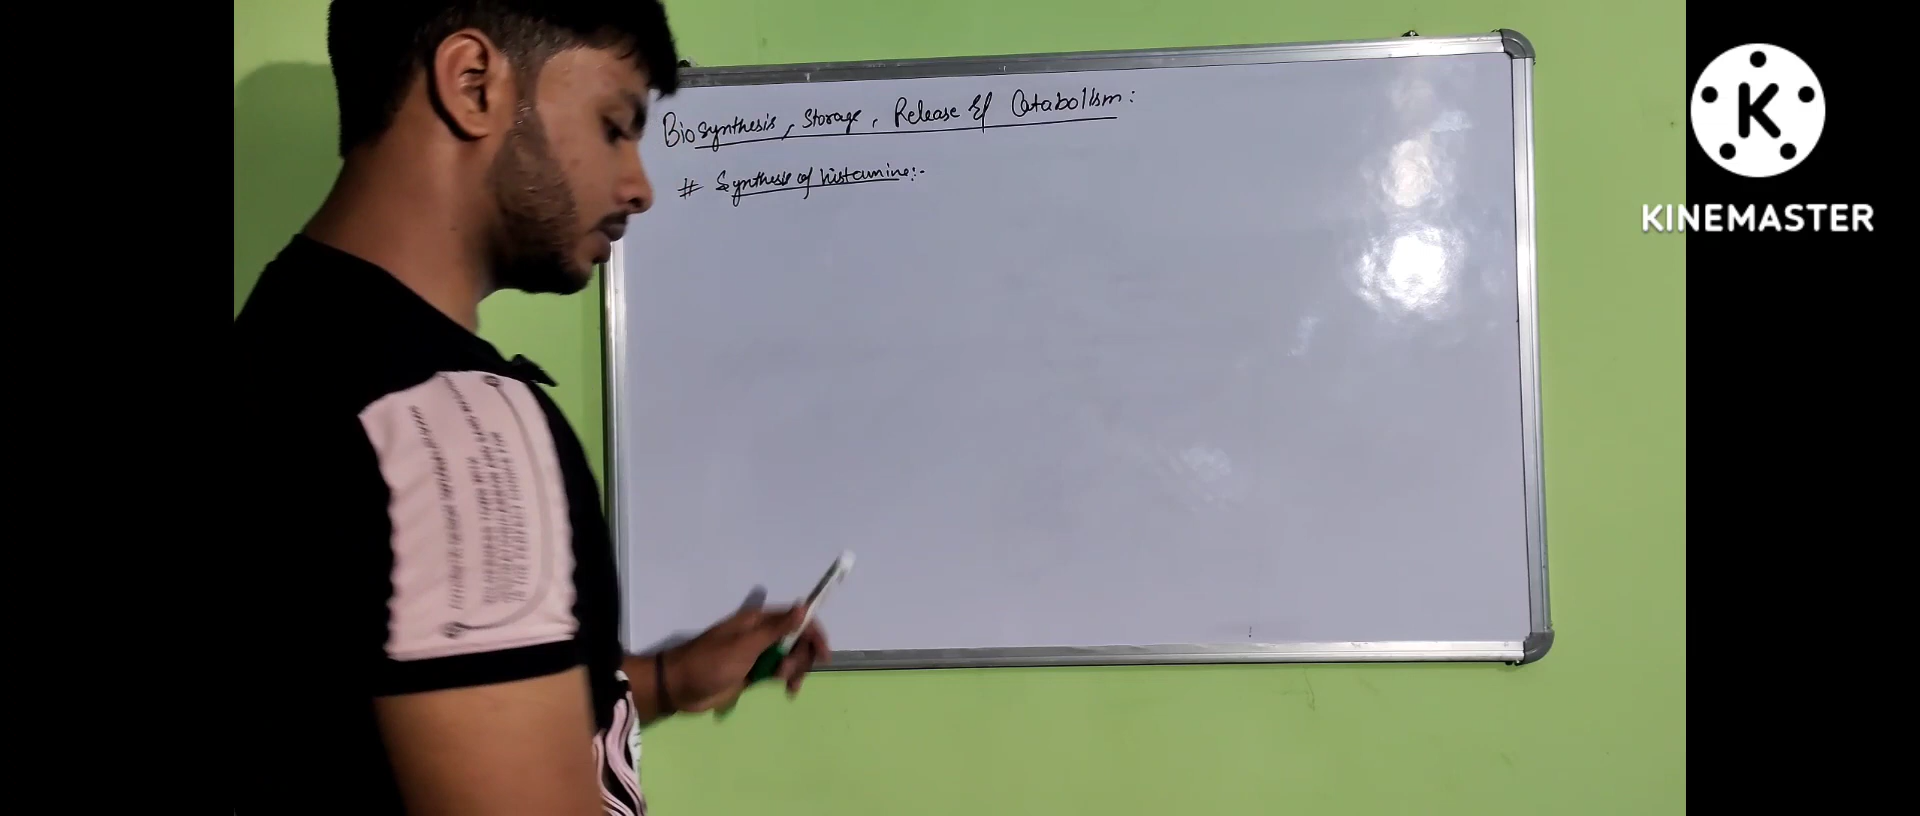 Biosynthesis, Storage, Release & Catabolism:
# Synthesis of histamine:-
K
KINEMASTER